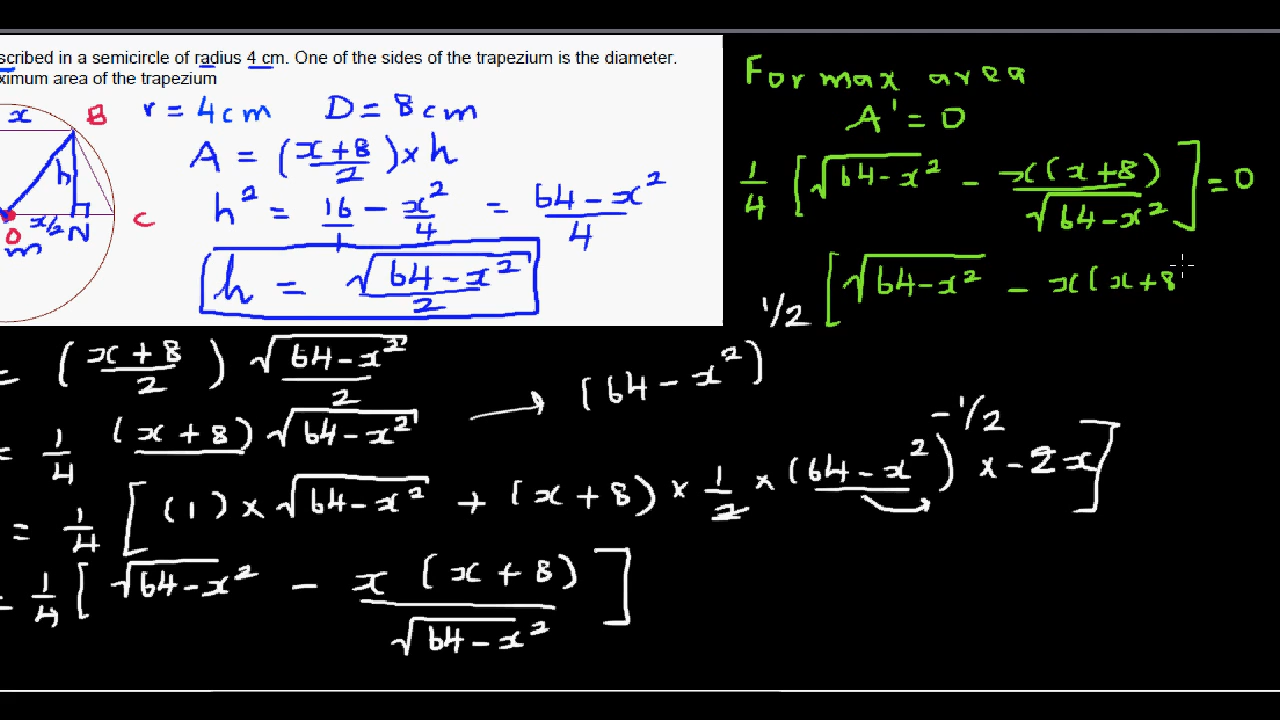 scribed in a semicircle of radius 4 cm. One of the sides of the trapezium is the diameter.
ximum area of the trapezium
x B
r = 4cm D = 8cm
A = (x+8/2) × h
h
h² = 16/1 − x²/4 = 64−x²/4
C
O x/2 N
m
h = √64−x²/2
= (x+8/2) √64−x²/2
= 1/4 (x+8) √64−x² → (64−x²)^1/2
= 1/4 [(1) × √64−x² + (x+8) × 1/2 × (64−x²)^−1/2 × −2x]
= 1/4 [√64−x² − x(x+8)/√64−x²]
For max area
A' = 0
1/4 [√64−x² − x(x+8)/√64−x²] = 0
[√64−x² − x(x+8